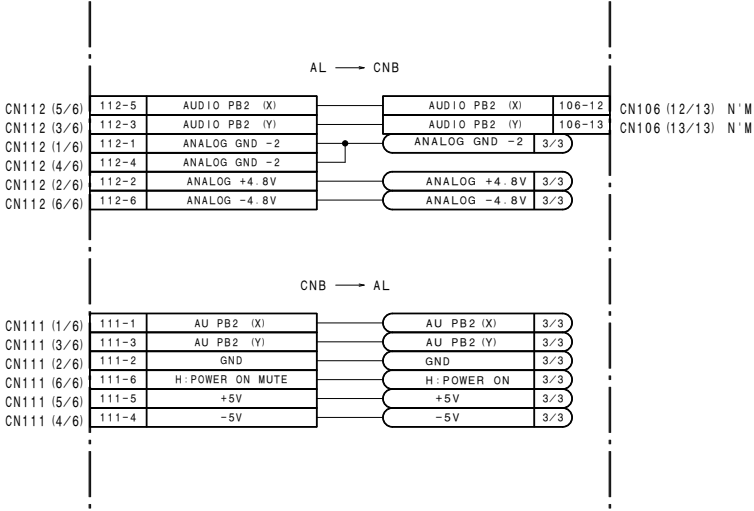 AL → CNB
CN112 (5/6) 112-5 AUDIO PB2 (X) AUDIO PB2 (X) 106-12 CN106 (12/13) N'M
CN112 (3/6) 112-3 AUDIO PB2 (Y) AUDIO PB2 (Y) 106-13 CN106 (13/13) N'M
CN112 (1/6) 112-1 ANALOG GND -2 ANALOG GND -2 3/3
CN112 (4/6) 112-4 ANALOG GND -2
CN112 (2/6) 112-2 ANALOG +4.8V ANALOG +4.8V 3/3
CN112 (6/6) 112-6 ANALOG -4.8V ANALOG -4.8V 3/3
CNB → AL
CN111 (1/6) 111-1 AU PB2 (X) AU PB2 (X) 3/3
CN111 (3/6) 111-3 AU PB2 (Y) AU PB2 (Y) 3/3
CN111 (2/6) 111-2 GND GND 3/3
CN111 (6/6) 111-6 H:POWER ON MUTE H:POWER ON 3/3
CN111 (5/6) 111-5 +5V +5V 3/3
CN111 (4/6) 111-4 -5V -5V 3/3